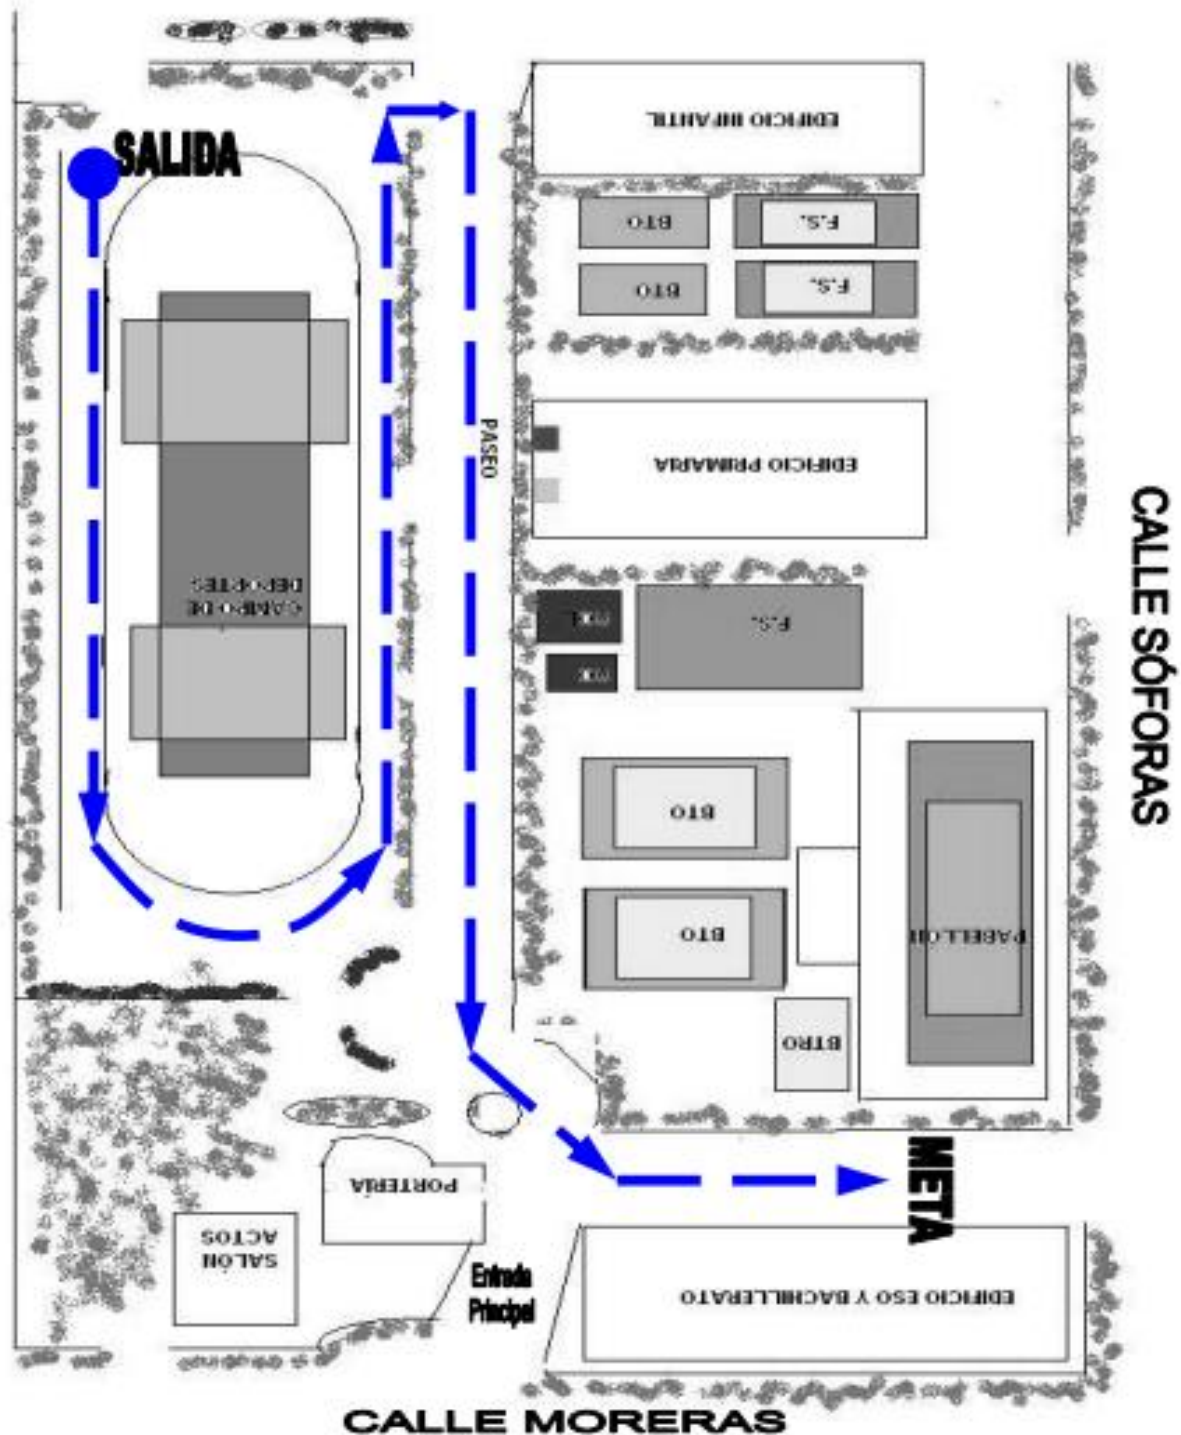 SALIDA
EDIFICIO INFANTIL
BTO
F.S.
BTO
F.S.
PASEO
EDIFICIO PRIMARIA
CALLE SÓFORAS
CAMPO DE
DEPORTES
F.S.
BTO
BTO
PABELLÓN
BTRO
META
PORTERÍA
SALÓN
ACTOS
Entrada
Principal
EDIFICIO ESO Y BACHILLERATO
CALLE MORERAS